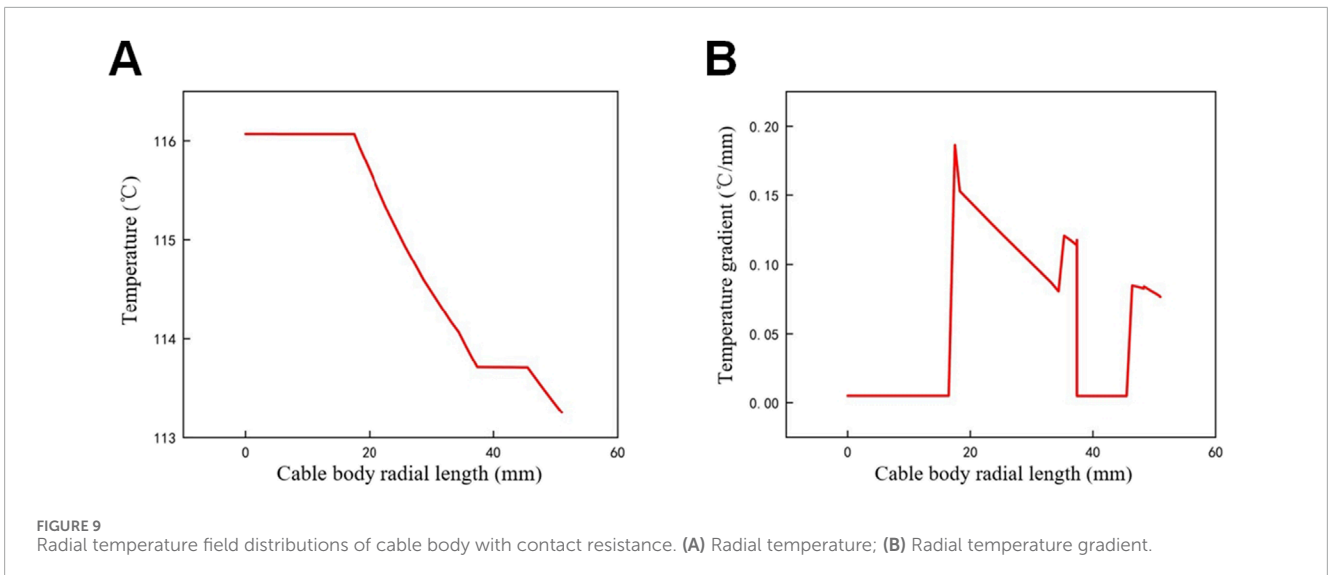 A
B
Temperature (℃)
116
115
114
113
0 20 40 60
Cable body radial length (mm)
Temperature gradient (℃/mm)
0.20
0.15
0.10
0.05
0.00
0 20 40 60
Cable body radial length (mm)
FIGURE 9
Radial temperature field distributions of cable body with contact resistance. (A) Radial temperature; (B) Radial temperature gradient.